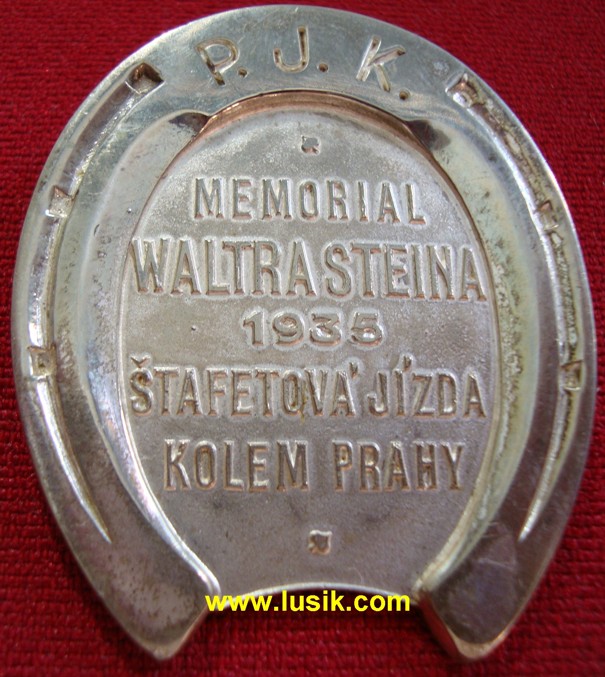 P. J. K.
MEMORIAL
WALTRA STEINA
1935
ŠTAFETOVÁ JÍZDA
KOLEM PRAHY
www.lusik.com